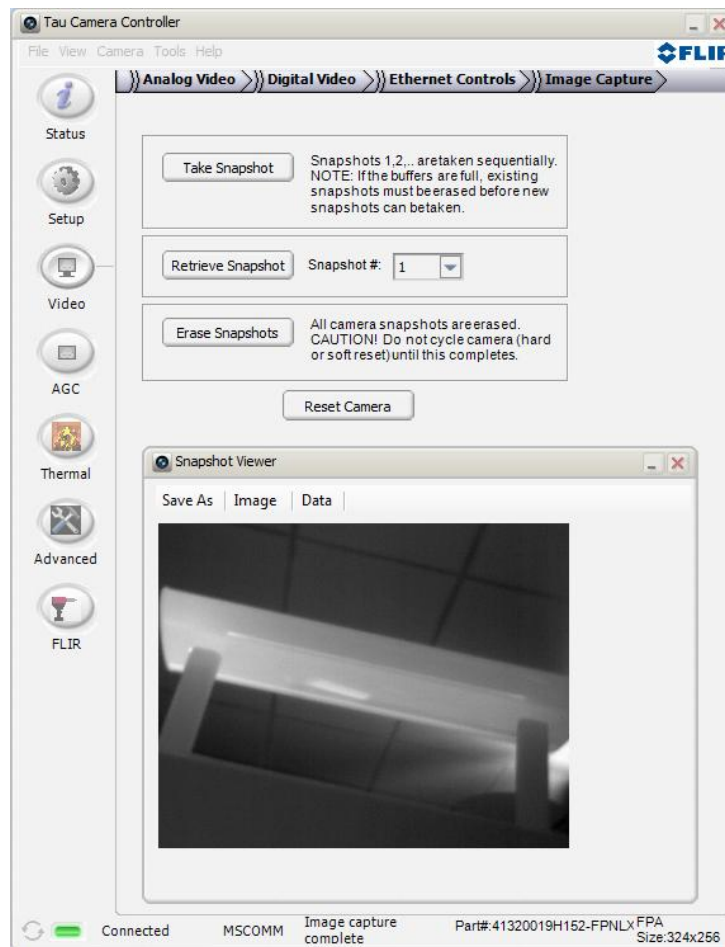 Tau Camera Controller
File View Camera Tools Help
FLIR
Analog Video Digital Video Ethernet Controls Image Capture
Status
Setup
Video
AGC
Thermal
Advanced
FLIR
Take Snapshot
Snapshots 1,2,.. aretaken sequentially.
NOTE: If the buffers are full, existing
snapshots must beerased before new
snapshots can betaken.
Retrieve Snapshot Snapshot #: 1
Erase Snapshots
All camera snapshots areerased.
CAUTION! Do not cycle camera (hard
or soft reset)until this completes.
Reset Camera
Snapshot Viewer
Save As Image Data
Connected MSCOMM
Image capture
complete
Part#:41320019H152-FPNLX
FPA
Size:324x256